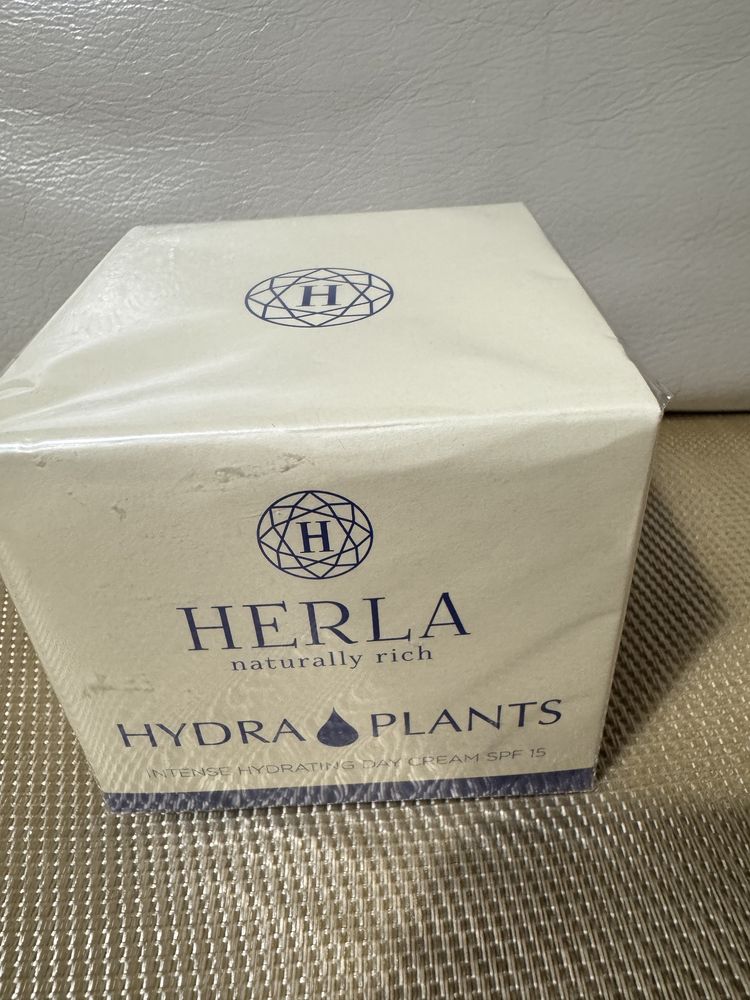 H
H
HERLA
naturally rich
HYDRA PLANTS
INTENSE HYDRATING DAY CREAM SPF 15